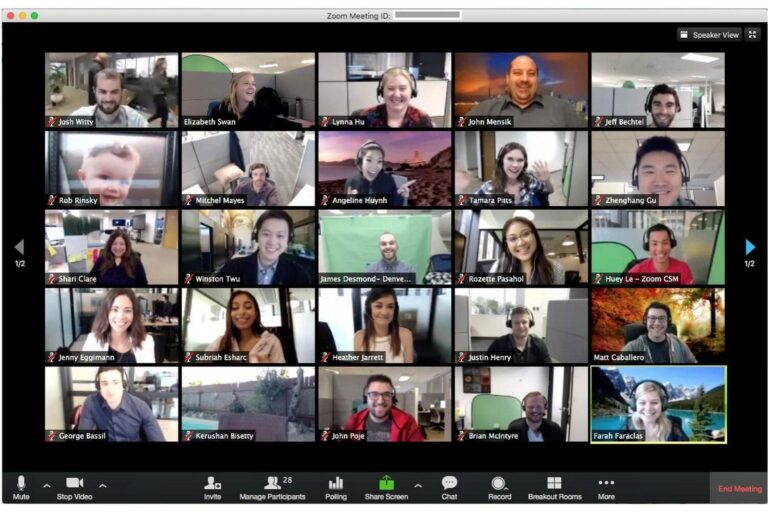 Zoom Meeting ID:
Speaker View
Josh Witty
Elizabeth Swan
Lynna Hu
John Mensik
Jeff Bechtel
Rob Rinsky
Mitchel Mayes
Angeline Huynh
Tamara Pitts
Zhenghang Gu
Shari Clare
Winston Twu
James Desmond- Denve...
Rozette Pasahol
Huey Le - Zoom CSM
1/2
1/2
Jenny Eggimann
Subriah Esharc
Heather Jarrett
Justin Henry
Matt Caballero
George Bassil
Kerushan Bisetty
John Poje
Brian McIntyre
Farah Faraclas
Mute
Stop Video
Invite
Manage Participants
28
Polling
Share Screen
Chat
Record
Breakout Rooms
More
End Meeting